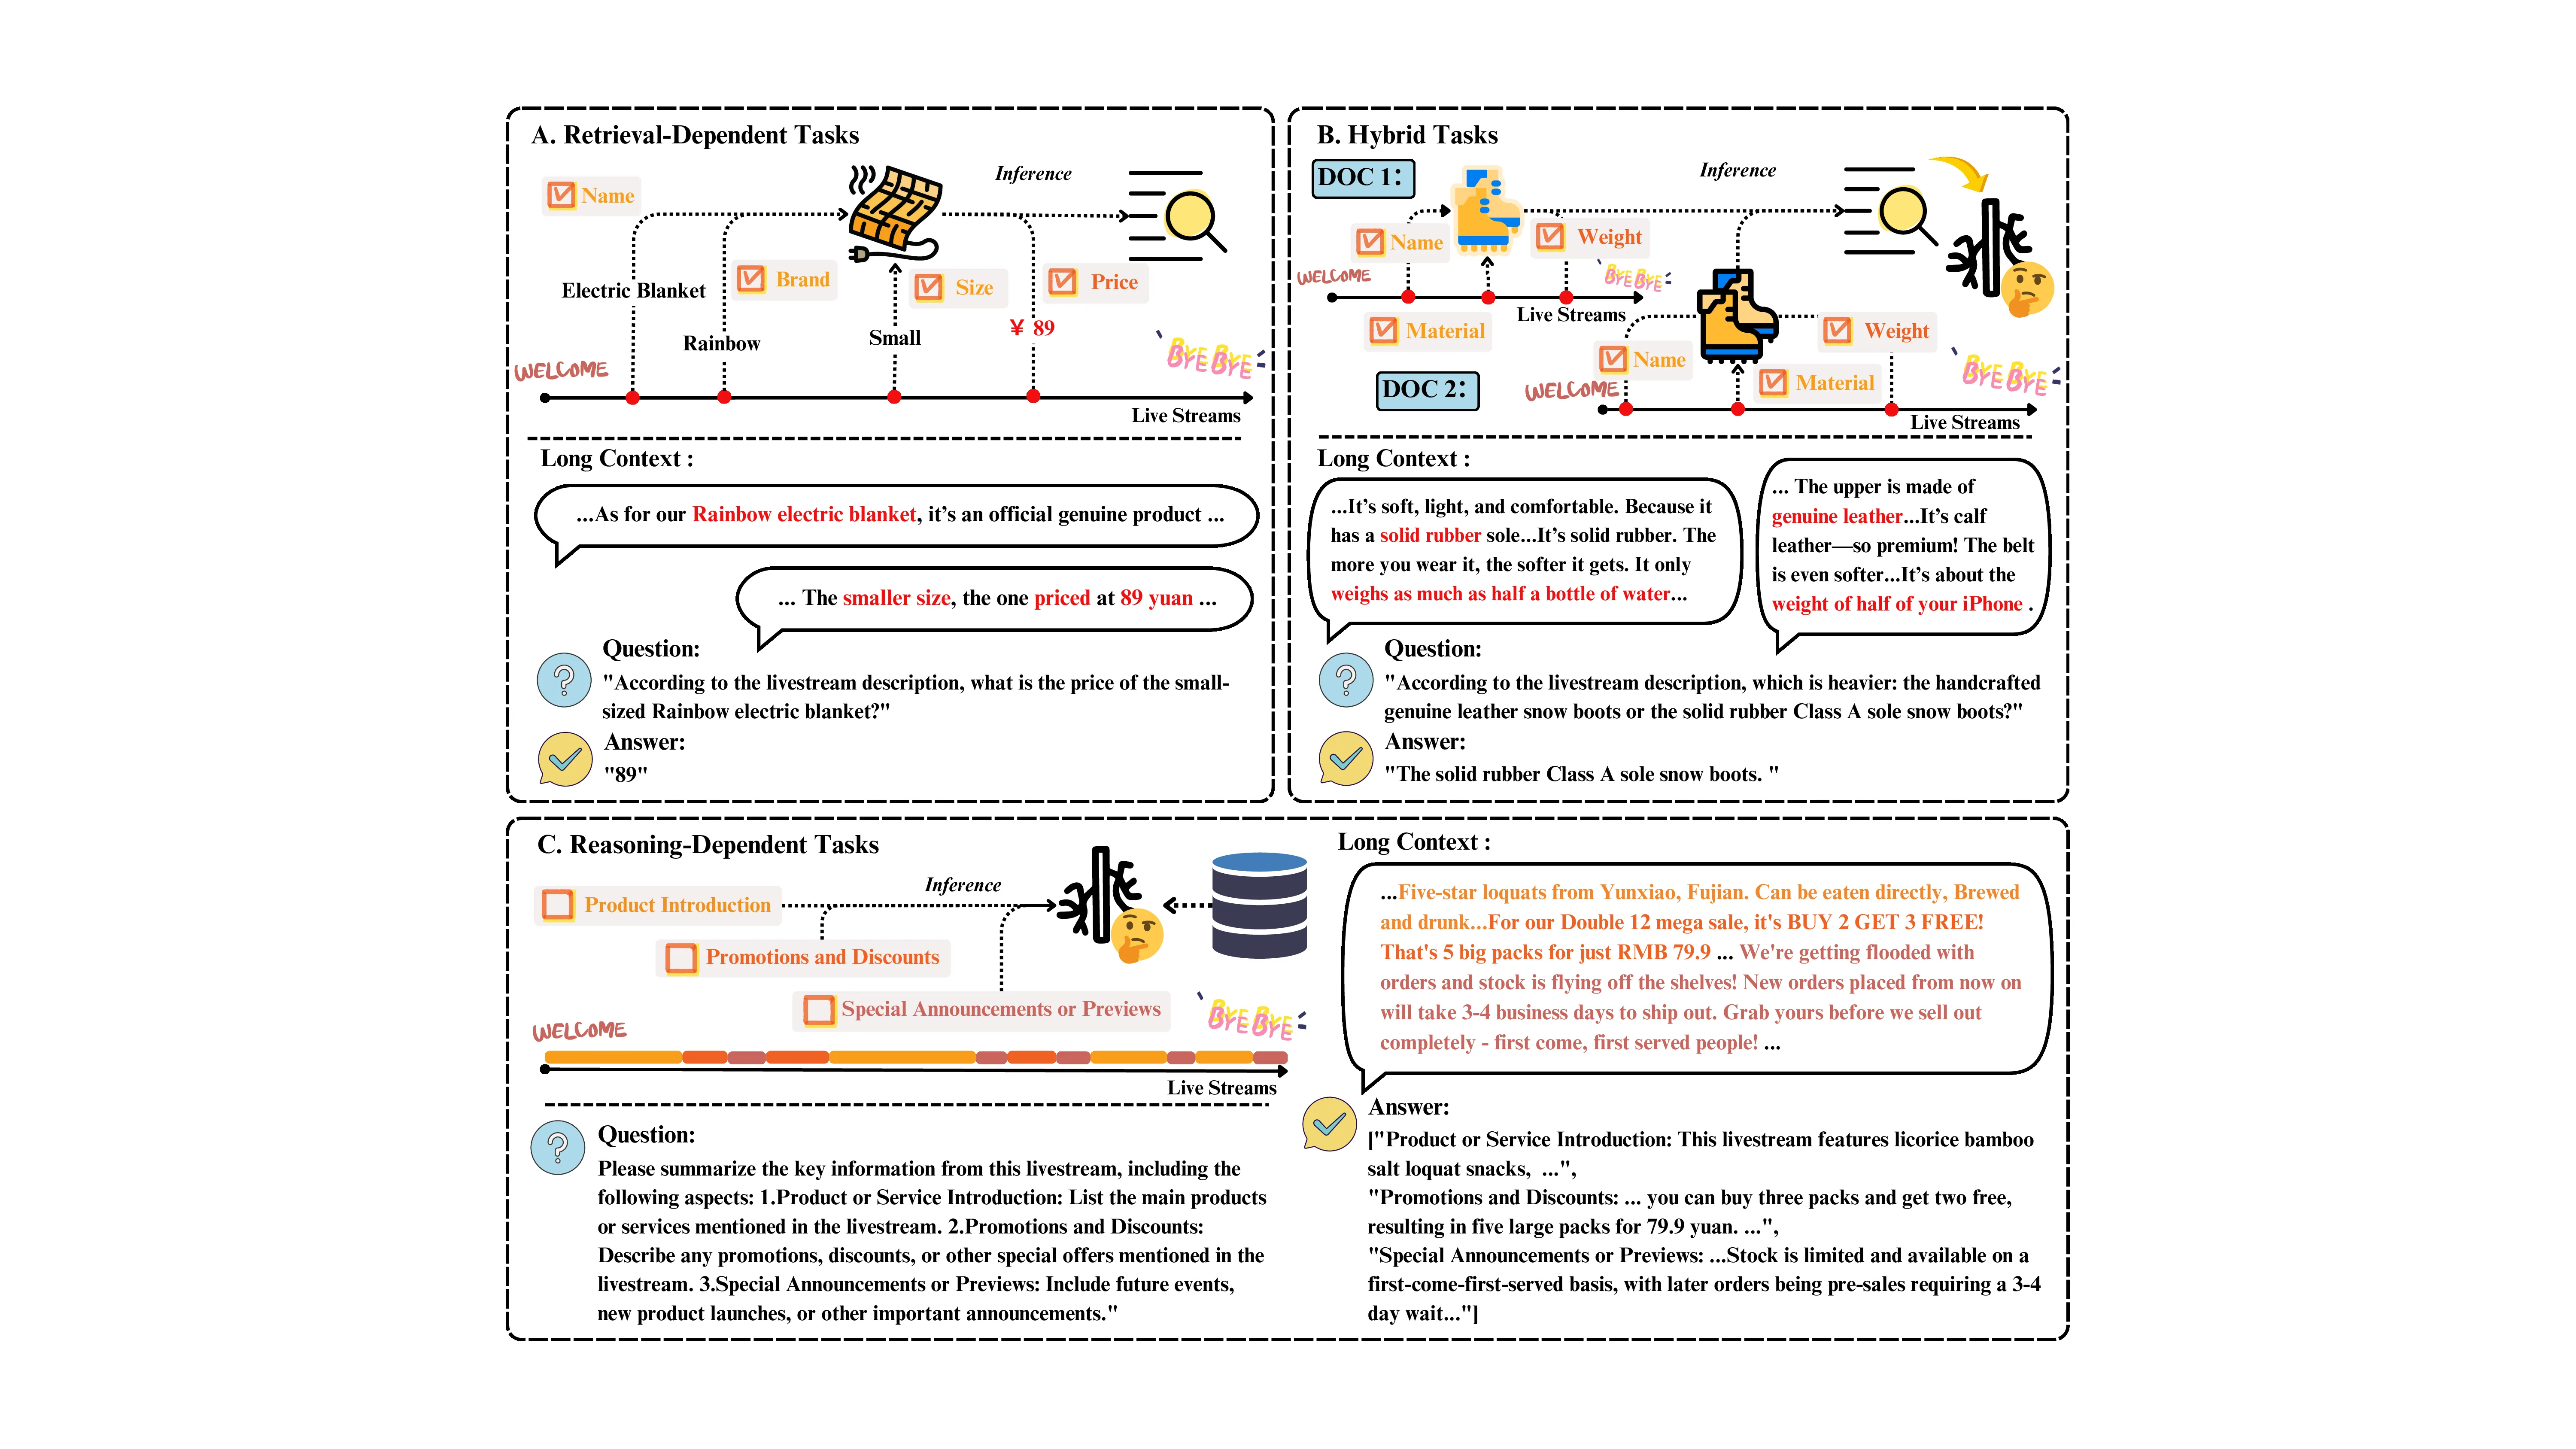 A. Retrieval-Dependent Tasks
Inference
Name
Electric Blanket
Brand
Size
Price
Rainbow
Small
¥ 89
WELCOME
BYE BYE
BYE BYE
Live Streams
Long Context :
...As for our Rainbow electric blanket, it’s an official genuine product ...
... The smaller size, the one priced at 89 yuan ...
Question:
"According to the livestream description, what is the price of the small-
sized Rainbow electric blanket?"
Answer:
"89"
B. Hybrid Tasks
DOC 1:
Inference
Name
Weight
WELCOME
BYE BYE
BYE BYE
Material
Live Streams
DOC 2:
Name
Weight
Material
WELCOME
BYE BYE
BYE BYE
Live Streams
Long Context :
...It’s soft, light, and comfortable. Because it
has a solid rubber sole...It’s solid rubber. The
more you wear it, the softer it gets. It only
weighs as much as half a bottle of water...
... The upper is made of
genuine leather...It’s calf
leather—so premium! The belt
is even softer...It’s about the
weight of half of your iPhone .
Question:
"According to the livestream description, which is heavier: the handcrafted
genuine leather snow boots or the solid rubber Class A sole snow boots?"
Answer:
"The solid rubber Class A sole snow boots. "
C. Reasoning-Dependent Tasks
Inference
Product Introduction
Promotions and Discounts
Special Announcements or Previews
WELCOME
BYE BYE
BYE BYE
Live Streams
Question:
Please summarize the key information from this livestream, including the
following aspects: 1.Product or Service Introduction: List the main products
or services mentioned in the livestream. 2.Promotions and Discounts:
Describe any promotions, discounts, or other special offers mentioned in the
livestream. 3.Special Announcements or Previews: Include future events,
new product launches, or other important announcements."
Long Context :
...Five-star loquats from Yunxiao, Fujian. Can be eaten directly, Brewed
and drunk...For our Double 12 mega sale, it's BUY 2 GET 3 FREE!
That's 5 big packs for just RMB 79.9 ... We're getting flooded with
orders and stock is flying off the shelves! New orders placed from now on
will take 3-4 business days to ship out. Grab yours before we sell out
completely - first come, first served people! ...
Answer:
["Product or Service Introduction: This livestream features licorice bamboo
salt loquat snacks, ...",
"Promotions and Discounts: ... you can buy three packs and get two free,
resulting in five large packs for 79.9 yuan. ...",
"Special Announcements or Previews: ...Stock is limited and available on a
first-come-first-served basis, with later orders being pre-sales requiring a 3-4
day wait..."]